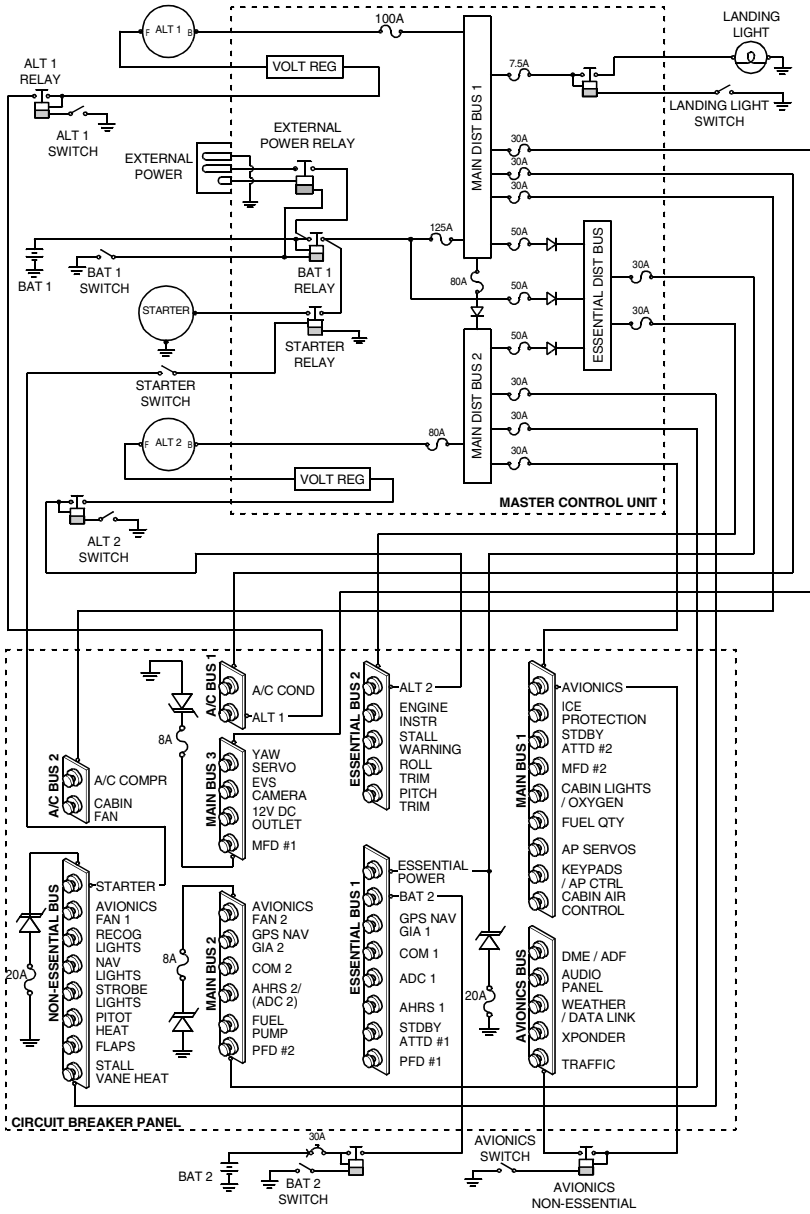 ALT 1
F
B
100A
LANDING
LIGHT
ALT 1
RELAY
VOLT REG
7.5A
MAIN DIST BUS 1
LANDING LIGHT
SWITCH
ALT 1
SWITCH
EXTERNAL
POWER
EXTERNAL
POWER RELAY
30A
30A
30A
125A
50A
BAT 1
BAT 1
SWITCH
BAT 1
RELAY
80A
50A
ESSENTIAL DIST BUS
30A
30A
STARTER
STARTER
RELAY
50A
MAIN DIST BUS 2
STARTER
SWITCH
30A
30A
30A
F
ALT 2
B
80A
VOLT REG
MASTER CONTROL UNIT
ALT 2
SWITCH
A/C BUS 1
A/C COND
ALT 1
8A
MAIN BUS 3
YAW
SERVO
EVS
CAMERA
12V DC
OUTLET
MFD #1
A/C BUS 2
A/C COMPR
CABIN
FAN
ESSENTIAL BUS 2
ALT 2
ENGINE
INSTR
STALL
WARNING
ROLL
TRIM
PITCH
TRIM
MAIN BUS 1
AVIONICS
ICE
PROTECTION
STDBY
ATTD #2
MFD #2
CABIN LIGHTS
/ OXYGEN
FUEL QTY
AP SERVOS
KEYPADS
/ AP CTRL
CABIN AIR
CONTROL
NON-ESSENTIAL BUS
STARTER
AVIONICS
FAN 1
RECOG
LIGHTS
NAV
LIGHTS
STROBE
LIGHTS
PITOT
HEAT
FLAPS
STALL
VANE HEAT
20A
8A
MAIN BUS 2
AVIONICS
FAN 2
GPS NAV
GIA 2
COM 2
AHRS 2/
(ADC 2)
FUEL
PUMP
PFD #2
ESSENTIAL BUS 1
ESSENTIAL
POWER
BAT 2
GPS NAV
GIA 1
COM 1
ADC 1
AHRS 1
STDBY
ATTD #1
PFD #1
20A
AVIONICS BUS
DME / ADF
AUDIO
PANEL
WEATHER
/ DATA LINK
XPONDER
TRAFFIC
CIRCUIT BREAKER PANEL
30A
BAT 2
BAT 2
SWITCH
AVIONICS
SWITCH
AVIONICS
NON-ESSENTIAL